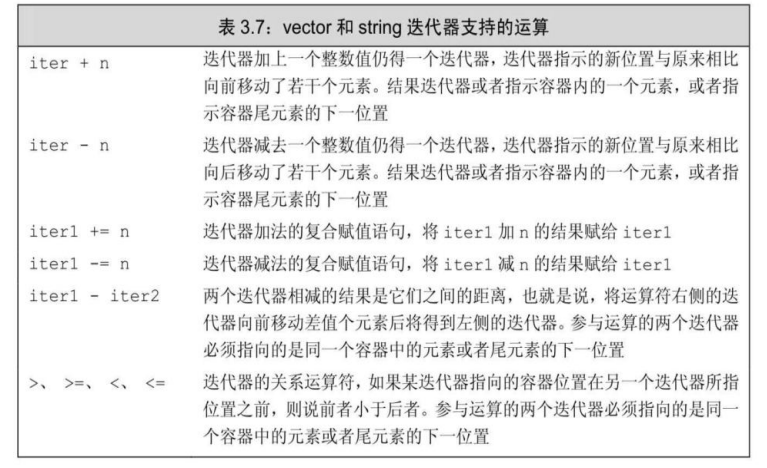 表 3.7：vector 和 string 迭代器支持的运算
iter + n 迭代器加上一个整数值仍得一个迭代器，迭代器指示的新位置与原来相比
向前移动了若干个元素。结果迭代器或者指示容器内的一个元素，或者指
示容器尾元素的下一位置
iter - n 迭代器减去一个整数值仍得一个迭代器，迭代器指示的新位置与原来相比
向后移动了若干个元素。结果迭代器或者指示容器内的一个元素，或者指
示容器尾元素的下一位置
iter1 += n 迭代器加法的复合赋值语句，将 iter1 加 n 的结果赋给 iter1
iter1 -= n 迭代器减法的复合赋值语句，将 iter1 减 n 的结果赋给 iter1
iter1 - iter2 两个迭代器相减的结果是它们之间的距离，也就是说，将运算符右侧的迭
代器向前移动差值个元素后将得到左侧的迭代器。参与运算的两个迭代器
必须指向的是同一个容器中的元素或者尾元素的下一位置
>、 >=、 <、 <= 迭代器的关系运算符，如果某迭代器指向的容器位置在另一个迭代器所指
位置之前，则说前者小于后者。参与运算的两个迭代器必须指向的是同一
个容器中的元素或者尾元素的下一位置